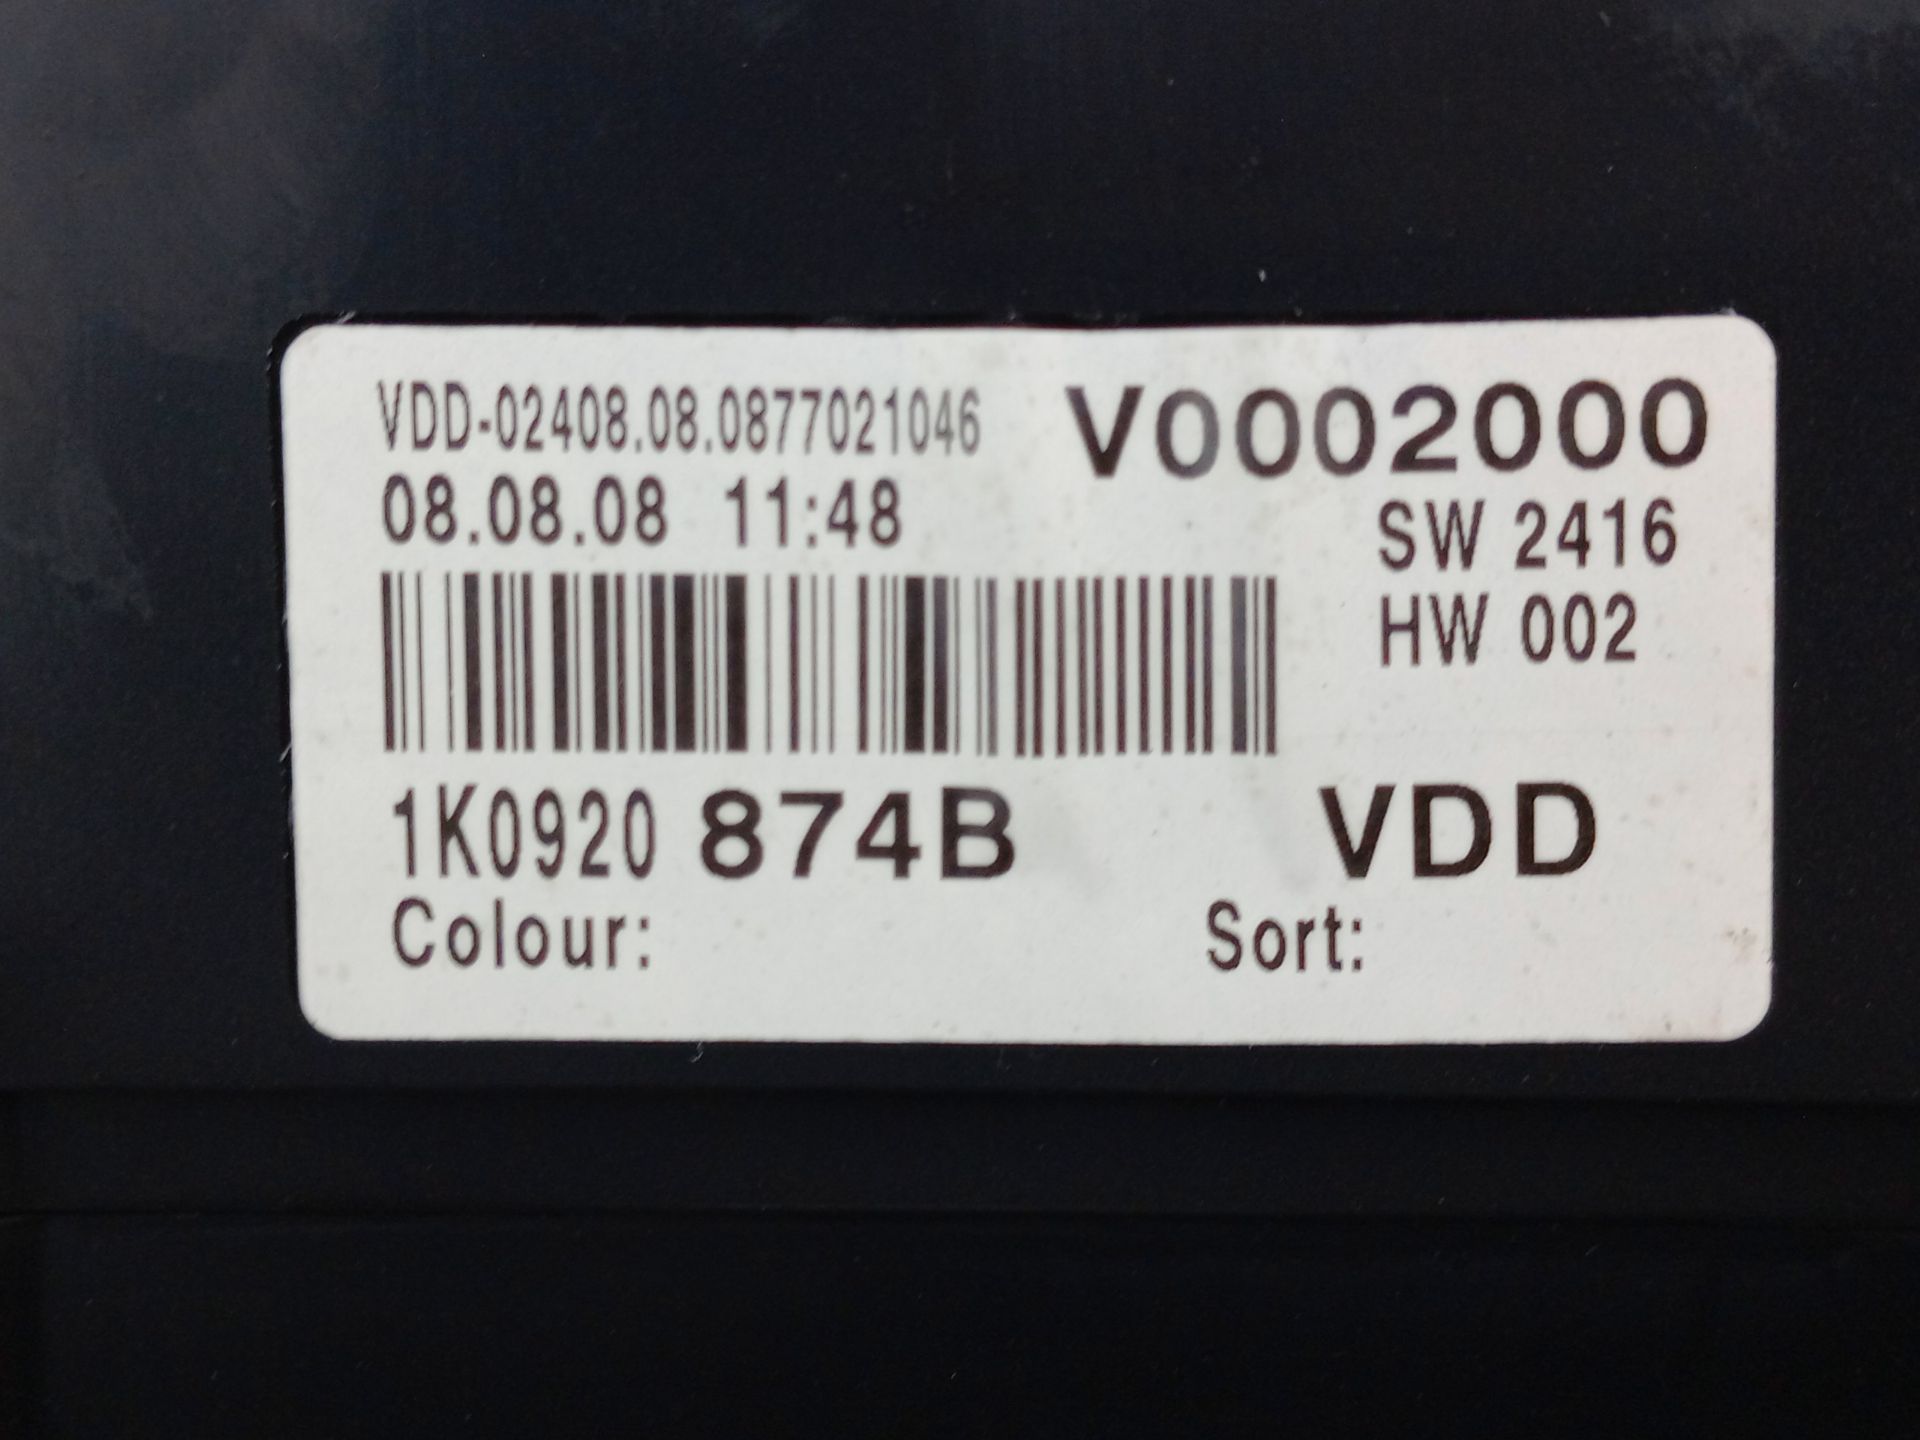 VDD-02408.08.0877021046 V0002000
08.08.08 11:48 SW 2416
HW 002
1K0920 874B VDD
Colour: Sort: